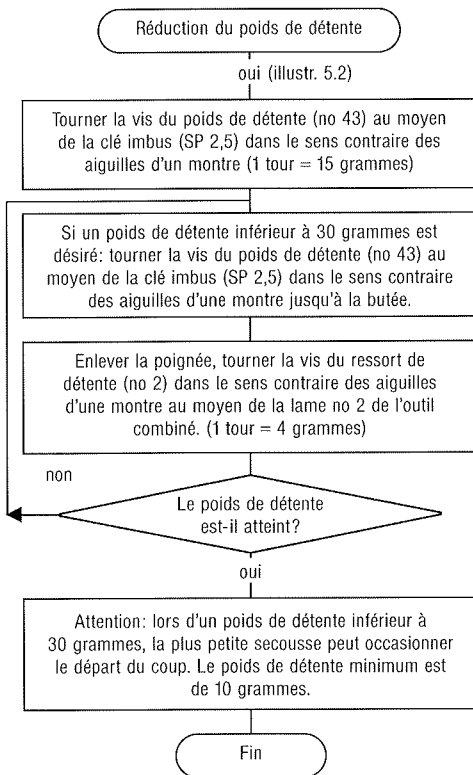 Réduction du poids de détente
oui (illustr. 5.2)
Tourner la vis du poids de détente (no 43) au moyen
de la clé imbus (SP 2,5) dans le sens contraire des
aiguilles d'un montre (1 tour = 15 grammes)
Si un poids de détente inférieur à 30 grammes est
désiré: tourner la vis du poids de détente (no 43) au
moyen de la clé imbus (SP 2,5) dans le sens contraire
des aiguilles d'une montre jusqu'à la butée.
Enlever la poignée, tourner la vis du ressort de
détente (no 2) dans le sens contraire des aiguilles
d'une montre au moyen de la lame no 2 de l'outil
combiné. (1 tour = 4 grammes)
non
Le poids de détente
est-il atteint?
oui
Attention: lors d'un poids de détente inférieur à
30 grammes, la plus petite secousse peut occasionner
le départ du coup. Le poids de détente minimum est
de 10 grammes.
Fin